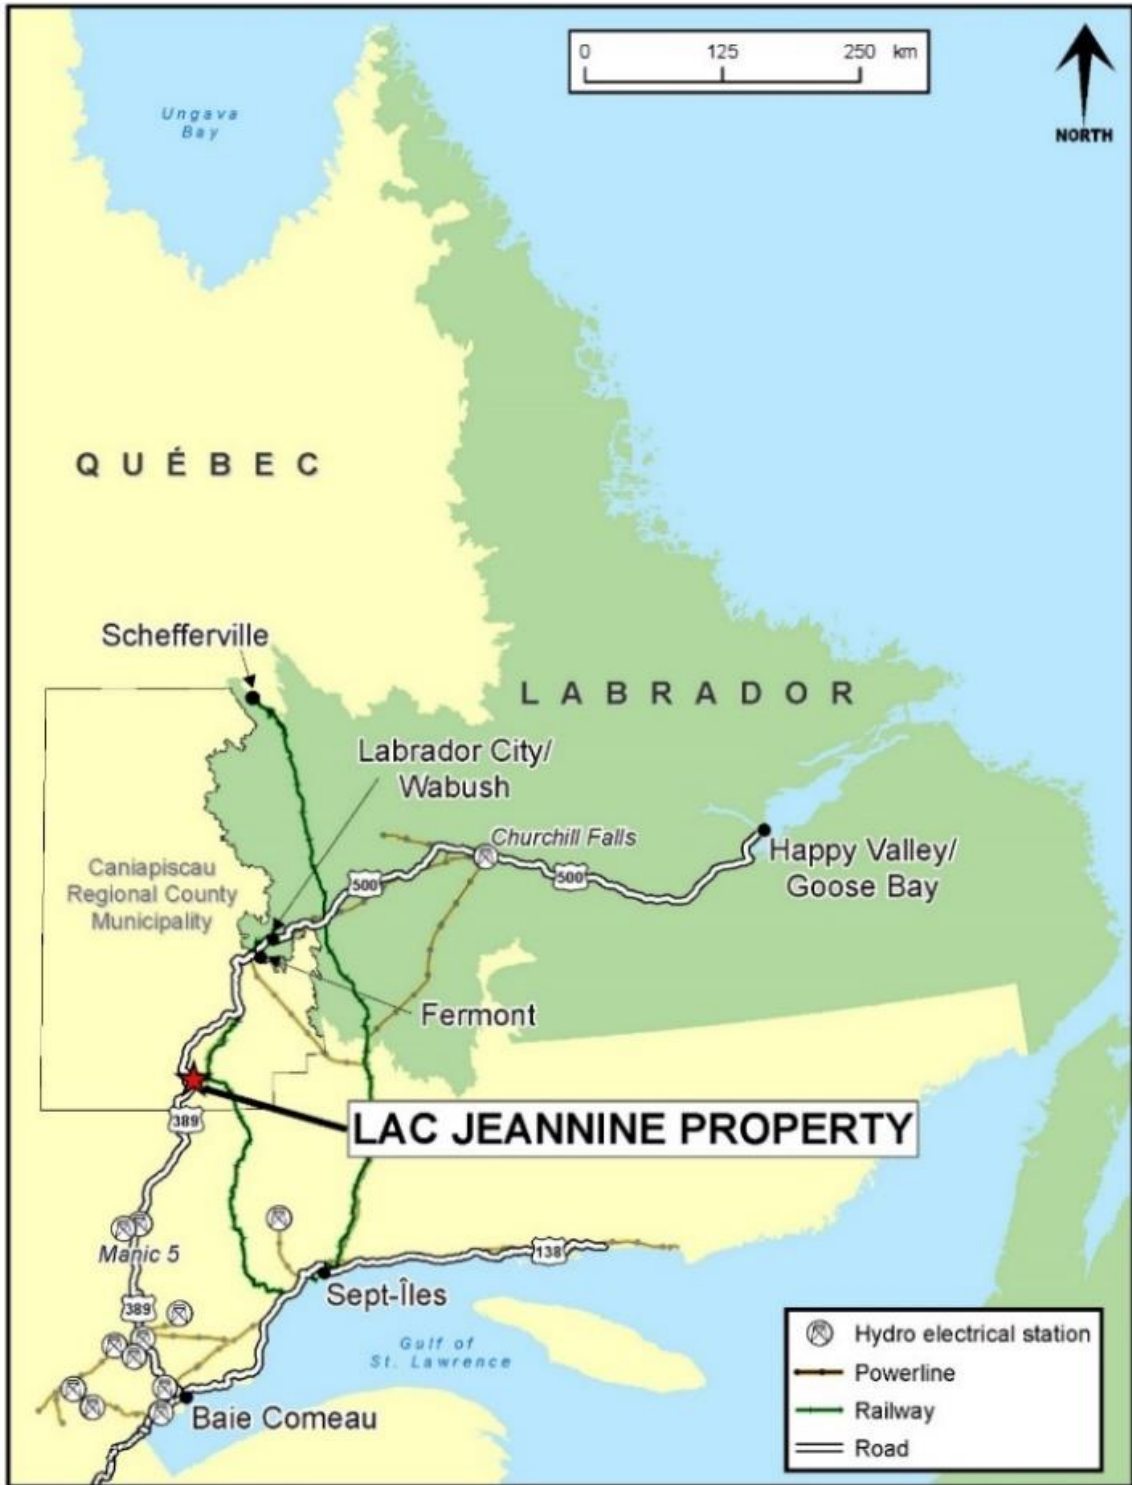 0 125 250 km
NORTH
Ungava
Bay
QUÉBEC
Schefferville
LABRADOR
Labrador City/
Wabush
Churchill Falls
Happy Valley/
Goose Bay
500
500
Caniapiscau
Regional County
Municipality
Fermont
LAC JEANNINE PROPERTY
389
Manic 5
138
Sept-Îles
389
Gulf of
St. Lawrence
Baie Comeau
Hydro electrical station
Powerline
Railway
Road